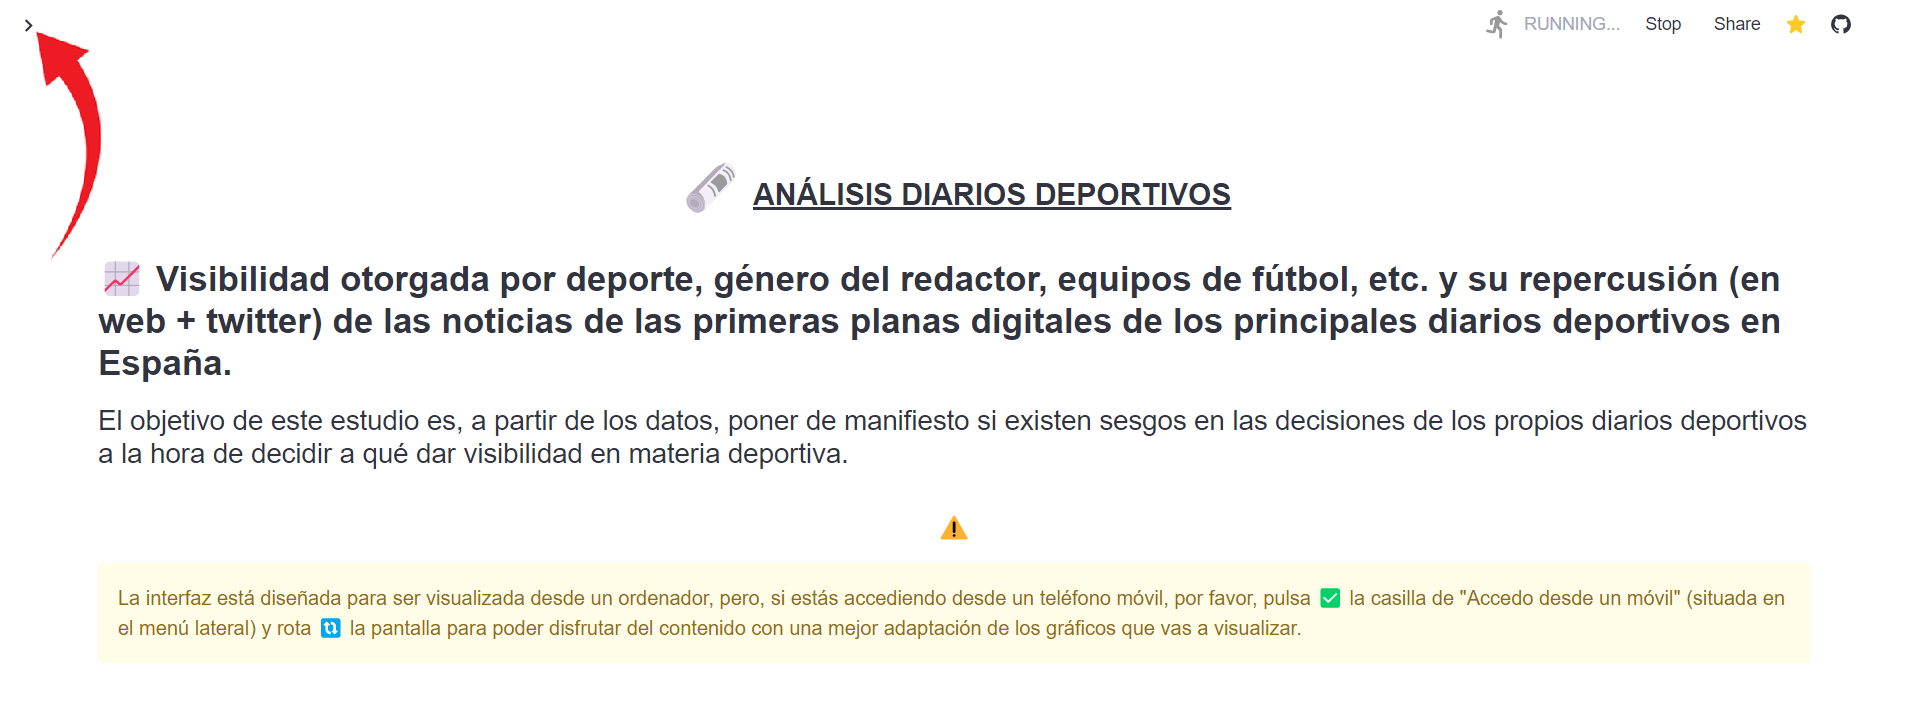 RUNNING... Stop Share
ANÁLISIS DIARIOS DEPORTIVOS
Visibilidad otorgada por deporte, género del redactor, equipos de fútbol, etc. y su repercusión (en
web + twitter) de las noticias de las primeras planas digitales de los principales diarios deportivos en
España.
El objetivo de este estudio es, a partir de los datos, poner de manifiesto si existen sesgos en las decisiones de los propios diarios deportivos
a la hora de decidir a qué dar visibilidad en materia deportiva.
La interfaz está diseñada para ser visualizada desde un ordenador, pero, si estás accediendo desde un teléfono móvil, por favor, pulsa ✅ la casilla de "Accedo desde un móvil" (situada en
el menú lateral) y rota 🔃 la pantalla para poder disfrutar del contenido con una mejor adaptación de los gráficos que vas a visualizar.